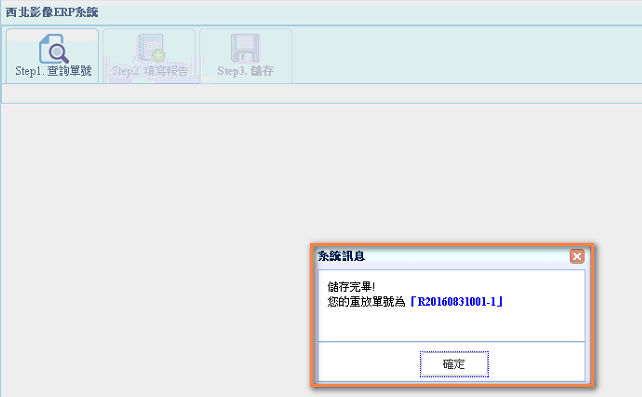 西北影像ERP系統
Step1. 查詢單號
Step2. 填寫報告
Step3. 儲存
系統訊息
儲存完畢!
您的重放單號為「R20160831001-1」
確定